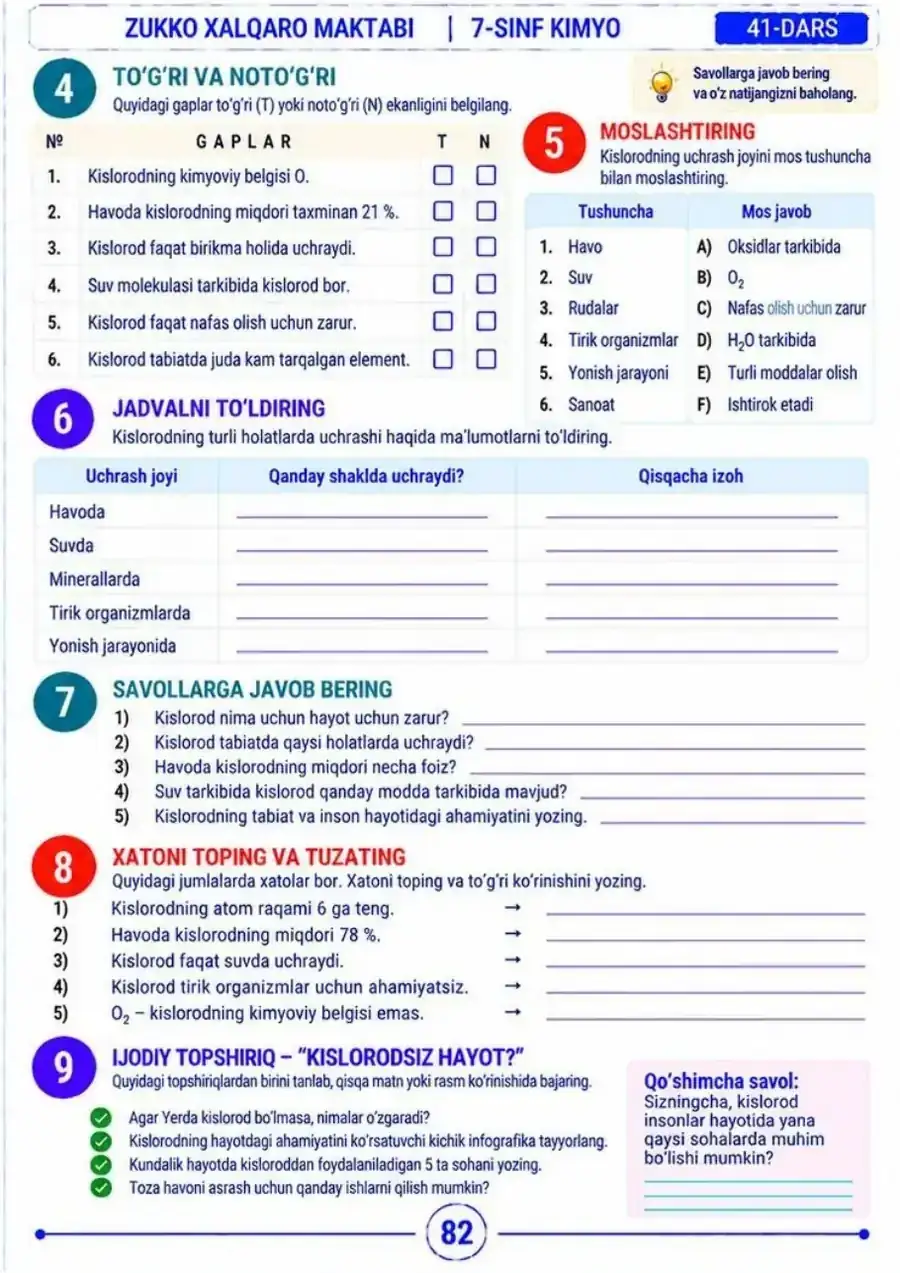 ZUKKO XALQARO MAKTABI | 7-SINF KIMYO
41-DARS
4
TO‘G‘RI VA NOTO‘G‘RI
Quyidagi gaplar to‘g‘ri (T) yoki noto‘g‘ri (N) ekanligini belgilang.
Savollarga javob bering
va o‘z natijangizni baholang.
№ GAPLAR T N
1. Kislorodning kimyoviy belgisi O.
2. Havoda kislorodning miqdori taxminan 21 %.
3. Kislorod faqat birikma holida uchraydi.
4. Suv molekulasi tarkibida kislorod bor.
5. Kislorod faqat nafas olish uchun zarur.
6. Kislorod tabiatda juda kam tarqalgan element.
5
MOSLASHTIRING
Kislorodning uchrash joyini mos tushuncha
bilan moslashtiring.
Tushuncha Mos javob
1. Havo A) Oksidlar tarkibida
2. Suv B) O₂
3. Rudalar C) Nafas olish uchun zarur
4. Tirik organizmlar D) H₂O tarkibida
5. Yonish jarayoni E) Turli moddalar olish
6. Sanoat F) Ishtirok etadi
6
JADVALNI TO‘LDIRING
Kislorodning turli holatlarda uchrashi haqida ma’lumotlarni to‘ldiring.
Uchrash joyi Qanday shaklda uchraydi? Qisqacha izoh
Havoda
Suvda
Minerallarda
Tirik organizmlarda
Yonish jarayonida
7
SAVOLLARGA JAVOB BERING
1) Kislorod nima uchun hayot uchun zarur?
2) Kislorod tabiatda qaysi holatlarda uchraydi?
3) Havoda kislorodning miqdori necha foiz?
4) Suv tarkibida kislorod qanday modda tarkibida mavjud?
5) Kislorodning tabiat va inson hayotidagi ahamiyatini yozing.
8
XATONI TOPING VA TUZATING
Quyidagi jumlalarda xatolar bor. Xatoni toping va to‘g‘ri ko‘rinishini yozing.
1) Kislorodning atom raqami 6 ga teng. →
2) Havoda kislorodning miqdori 78 %. →
3) Kislorod faqat suvda uchraydi. →
4) Kislorod tirik organizmlar uchun ahamiyatsiz. →
5) O₂ – kislorodning kimyoviy belgisi emas. →
9
IJODIY TOPSHIRIQ – “KISLORODSIZ HAYOT?”
Quyidagi topshiriqlardan birini tanlab, qisqa matn yoki rasm ko‘rinishida bajaring.
Agar Yerda kislorod bo‘lmasa, nimalar o‘zgaradi?
Kislorodning hayotdagi ahamiyatini ko‘rsatuvchi kichik infografika tayyorlang.
Kundalik hayotda kisloroddan foydalaniladigan 5 ta sohani yozing.
Toza havoni asrash uchun qanday ishlarni qilish mumkin?
Qo‘shimcha savol:
Sizningcha, kislorod
insonlar hayotida yana
qaysi sohalarda muhim
bo‘lishi mumkin?
82